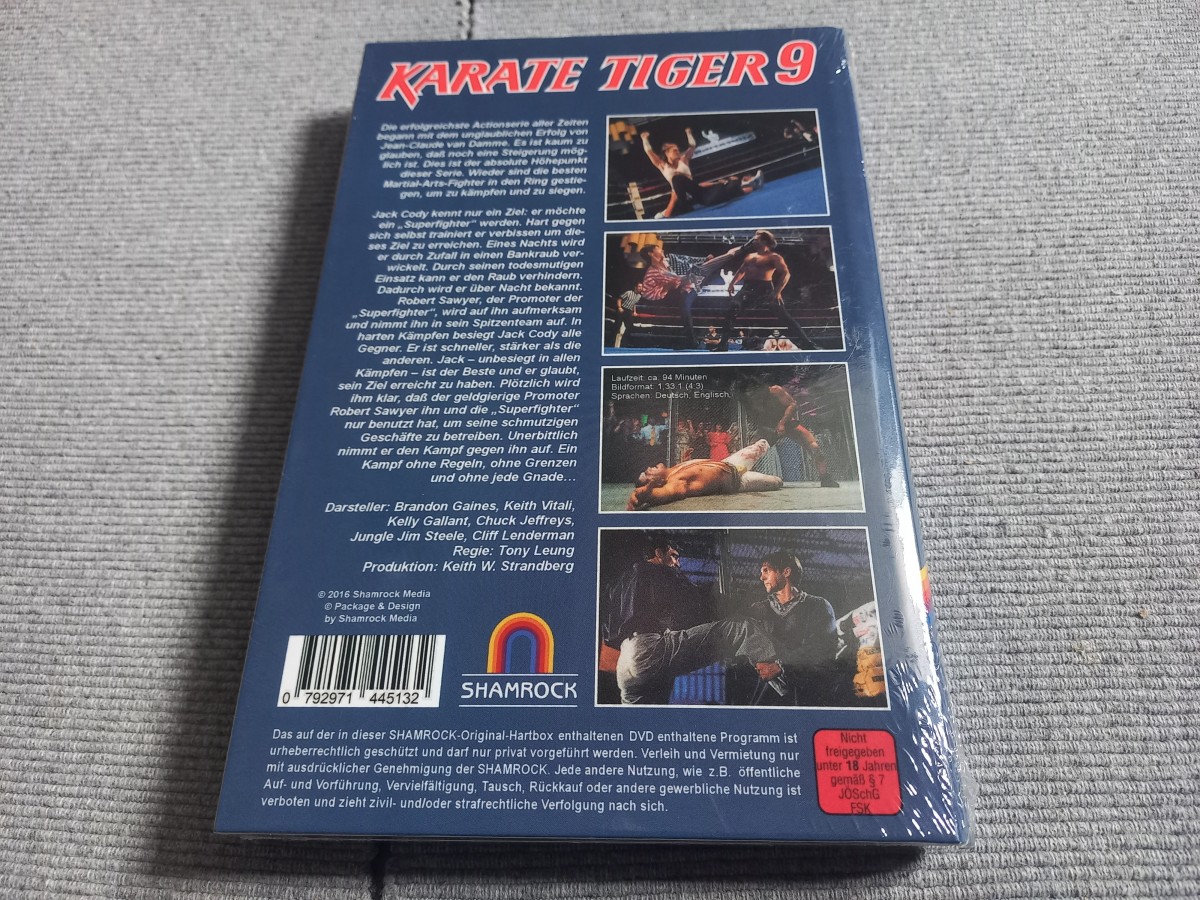 KARATE TIGER 9
Die erfolgreichste Actionserie aller Zeiten
begann mit dem unglaublichen Erfolg von
Jean-Claude van Damme. Es ist kaum zu
glauben, daß noch eine Steigerung mög-
lich ist. Dies ist der absolute Höhepunkt
dieser Serie. Wieder sind die besten
Martial-Arts-Fighter in den Ring gestie-
gen, um zu kämpfen und zu siegen.
Jack Cody kennt nur ein Ziel: er möchte
ein „Superfighter" werden. Hart gegen
sich selbst trainiert er verbissen um die-
ses Ziel zu erreichen. Eines Nachts wird
er durch Zufall in einen Bankraub ver-
wickelt. Durch seinen todesmutigen
Einsatz kann er den Raub verhindern.
Dadurch wird er über Nacht bekannt.
Robert Sawyer, der Promoter der
„Superfighter", wird auf ihn aufmerksam
und nimmt ihn in sein Spitzenteam auf. In
harten Kämpfen besiegt Jack Cody alle
Gegner. Er ist schneller, stärker als die
anderen. Jack – unbesiegt in allen
Kämpfen – ist der Beste und er glaubt,
sein Ziel erreicht zu haben. Plötzlich wird
ihm klar, daß der geldgierige Promoter
Robert Sawyer ihn und die „Superfighter"
nur benutzt hat, um seine schmutzigen
Geschäfte zu betreiben. Unerbittlich
nimmt er den Kampf gegen ihn auf. Ein
Kampf ohne Regeln, ohne Grenzen
und ohne jede Gnade...
Darsteller: Brandon Gaines, Keith Vitali,
Kelly Gallant, Chuck Jeffreys,
Jungle Jim Steele, Cliff Lenderman
Regie: Tony Leung
Produktion: Keith W. Strandberg
© 2016 Shamrock Media
© Package & Design
by Shamrock Media
0 792971 445132
SHAMROCK
Laufzeit: ca. 94 Minuten
Bildformat: 1,33:1 (4:3)
Sprachen: Deutsch, Englisch
Das auf der in dieser SHAMROCK-Original-Hartbox enthaltenen DVD enthaltene Programm ist
urheberrechtlich geschützt und darf nur privat vorgeführt werden. Verleih und Vermietung nur
mit ausdrücklicher Genehmigung der SHAMROCK. Jede andere Nutzung, wie z.B. öffentliche
Auf- und Vorführung, Vervielfältigung, Tausch, Rückkauf oder andere gewerbliche Nutzung ist
verboten und zieht zivil- und/oder strafrechtliche Verfolgung nach sich.
Nicht
freigegeben
unter 18 Jahren
gemäß § 7
JÖSchG
FSK